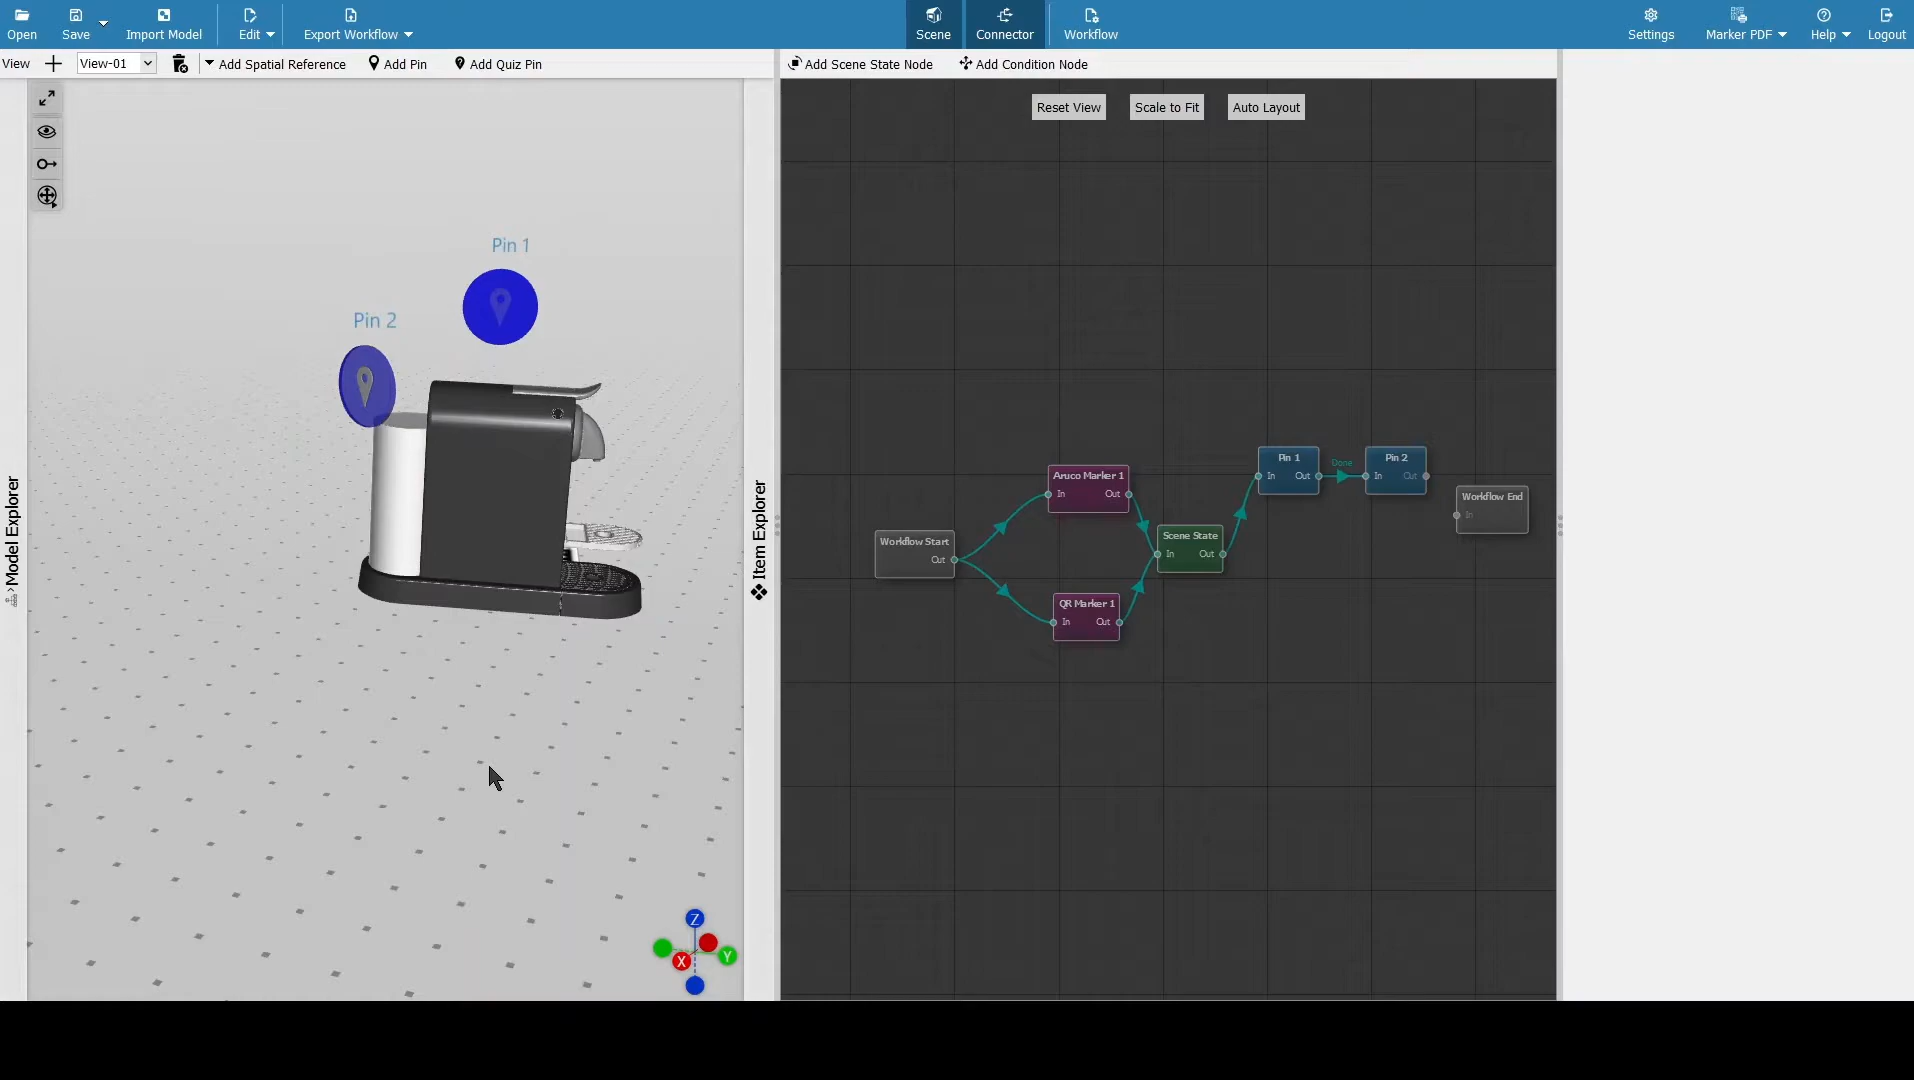 Open
Save
Import Model
Edit
Export Workflow
Scene
Connector
Workflow
Settings
Marker PDF
Help
Logout
View
View-01
Add Spatial Reference
Add Pin
Add Quiz Pin
Add Scene State Node
Add Condition Node
Reset View
Scale to Fit
Auto Layout
Model Explorer
Item Explorer
Pin 1
Pin 2
Z
X
Y
Workflow Start
Out
Aruco Marker 1
In Out
QR Marker 1
In Out
Scene State
In Out
Pin 1
In Out
Done
Pin 2
In Out
Workflow End
In